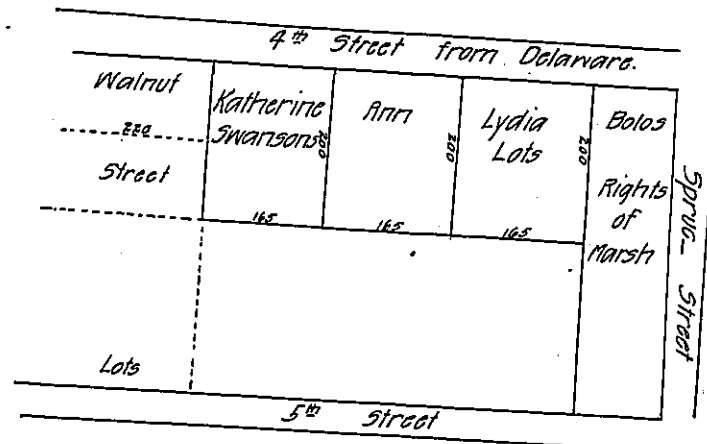 4th Street from Delaware.
Walnut
220
Street
Katherine
Swansons
200
165
Ann
200
165
Lydia
Lots
200
165
Bolos
Rights
of
Marsh
Spruc_ Street
Lots
5th Street